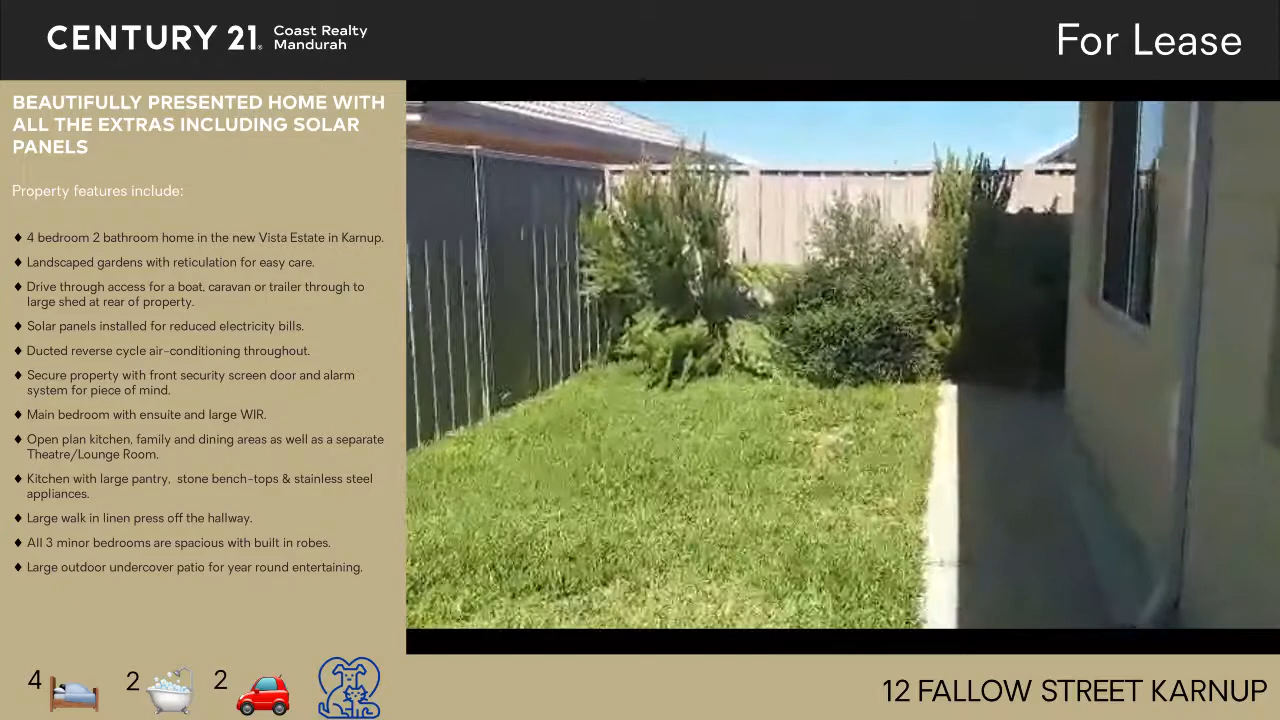 CENTURY 21® Coast Realty
Mandurah
For Lease
BEAUTIFULLY PRESENTED HOME WITH
ALL THE EXTRAS INCLUDING SOLAR
PANELS
Property features include:
♦ 4 bedroom 2 bathroom home in the new Vista Estate in Karnup.
♦ Landscaped gardens with reticulation for easy care.
♦ Drive through access for a boat, caravan or trailer through to
large shed at rear of property.
♦ Solar panels installed for reduced electricity bills.
♦ Ducted reverse cycle air-conditioning throughout.
♦ Secure property with front security screen door and alarm
system for piece of mind.
♦ Main bedroom with ensuite and large WIR.
♦ Open plan kitchen, family and dining areas as well as a separate
Theatre/Lounge Room.
♦ Kitchen with large pantry, stone bench-tops & stainless steel
appliances.
♦ Large walk in linen press off the hallway.
♦ All 3 minor bedrooms are spacious with built in robes.
♦ Large outdoor undercover patio for year round entertaining.
4 2 2
12 FALLOW STREET KARNUP